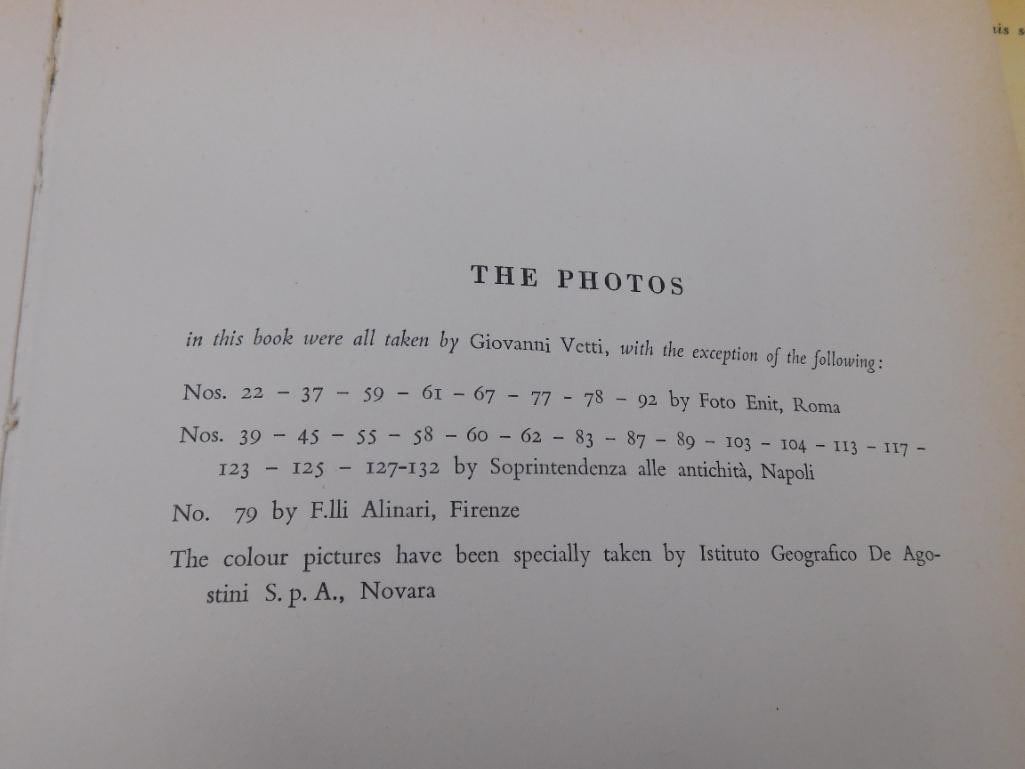 THE PHOTOS
in this book were all taken by Giovanni Vetti, with the exception of the following:
Nos. 22 – 37 – 59 – 61 – 67 – 77 - 78 – 92 by Foto Enit, Roma
Nos. 39 – 45 – 55 – 58 – 60 – 62 – 83 – 87 – 89 – 103 – 104 – 113 – 117 –
123 – 125 – 127-132 by Soprintendenza alle antichità, Napoli
No. 79 by F.lli Alinari, Firenze
The colour pictures have been specially taken by Istituto Geografico De Ago-
stini S. p. A., Novara